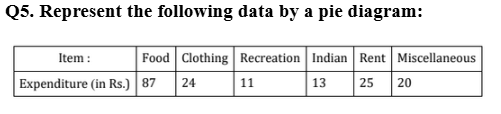 Q5. Represent the following data by a pie diagram:
Item : Food Clothing Recreation Indian Rent Miscellaneous
Expenditure (in Rs.) 87 24 11 13 25 20